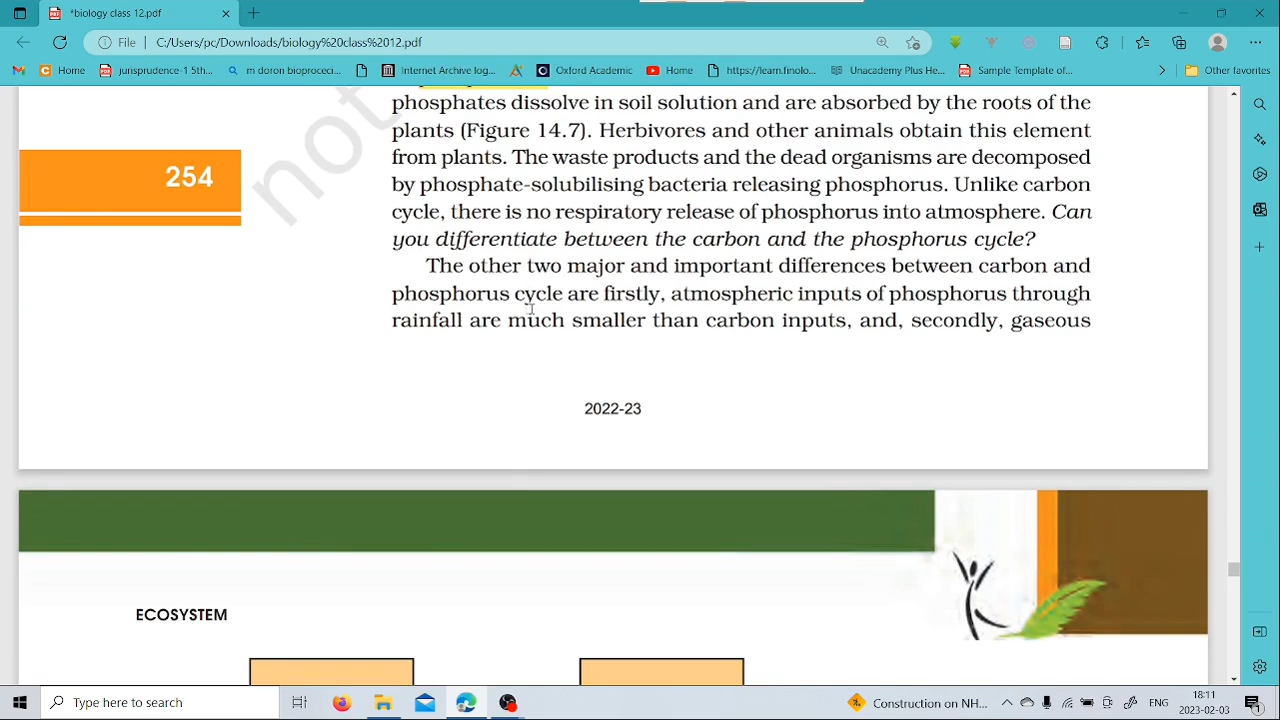 *biology class 12.pdf
File
C:/Users/pc/Downloads/biology%20class%2012.pdf
Home
jurisprudence-1 5th...
m doron bioproceci...
Internet Archive log...
Oxford Academic
Home
https://learn.finolo...
Unacademy Plus He...
Sample Template of...
Other favorites
phosphates dissolve in soil solution and are absorbed by the roots of the
plants (Figure 14.7). Herbivores and other animals obtain this element
from plants. The waste products and the dead organisms are decomposed
by phosphate-solubilising bacteria releasing phosphorus. Unlike carbon
cycle, there is no respiratory release of phosphorus into atmosphere. Can
you differentiate between the carbon and the phosphorus cycle?
The other two major and important differences between carbon and
phosphorus cycle are firstly, atmospheric inputs of phosphorus through
rainfall are much smaller than carbon inputs, and, secondly, gaseous
254
not
2022-23
ECOSYSTEM
Type here to search
Construction on NH...
18:11
2023-02-03